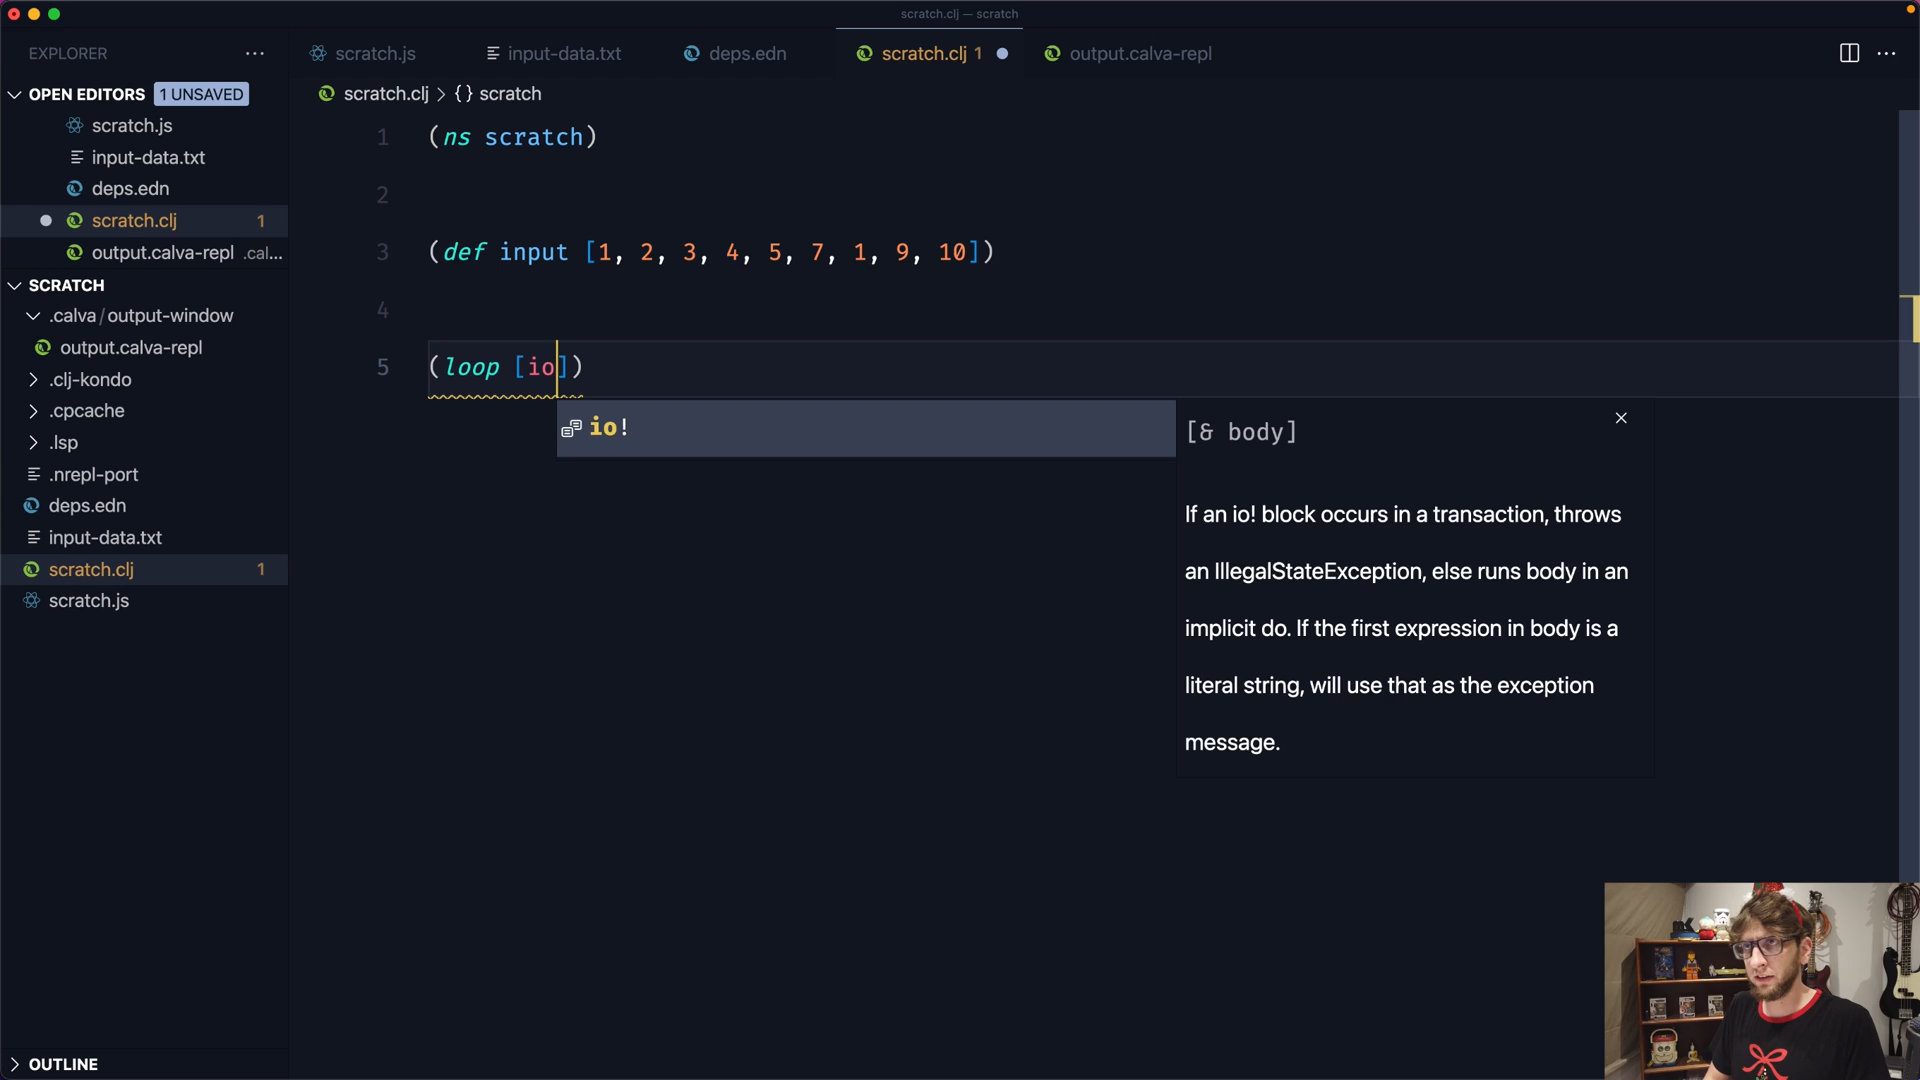 scratch.clj — scratch
EXPLORER
scratch.js
input-data.txt
deps.edn
scratch.clj 1
output.calva-repl
OPEN EDITORS 1 UNSAVED
scratch.js
input-data.txt
deps.edn
scratch.clj 1
output.calva-repl .cal...
SCRATCH
.calva/output-window
output.calva-repl
.clj-kondo
.cpcache
.lsp
.nrepl-port
deps.edn
input-data.txt
scratch.clj 1
scratch.js
OUTLINE
scratch.clj > {} scratch
1 (ns scratch)
2
3 (def input [1, 2, 3, 4, 5, 7, 1, 9, 10])
4
5 (loop [io])
io!
[& body]
If an io! block occurs in a transaction, throws
an IllegalStateException, else runs body in an
implicit do. If the first expression in body is a
literal string, will use that as the exception
message.